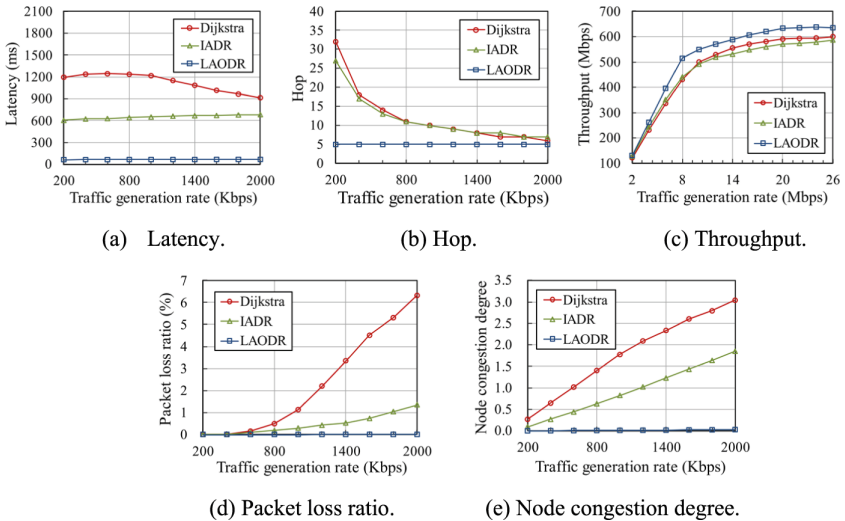 2100
1800
1500
1200
900
600
300
0
Latency (ms)
Dijkstra
IADR
LAODR
200 800 1400 2000
Traffic generation rate (Kbps)
(a) Latency.
40
35
30
25
20
15
10
5
0
Hop
Dijkstra
IADR
LAODR
200 800 1400 2000
Traffic generation rate (Kbps)
(b) Hop.
700
600
500
400
300
200
100
Throughput (Mbps)
Dijkstra
IADR
LAODR
2 8 14 20 26
Traffic generation rate (Mbps)
(c) Throughput.
7
6
5
4
3
2
1
0
Packet loss ratio (%)
Dijkstra
IADR
LAODR
200 800 1400 2000
Traffic generation rate (Kbps)
(d) Packet loss ratio.
3.5
3.0
2.5
2.0
1.5
1.0
0.5
0.0
Node congestion degree
Dijkstra
IADR
LAODR
200 800 1400 2000
Traffic generation rate (Kbps)
(e) Node congestion degree.